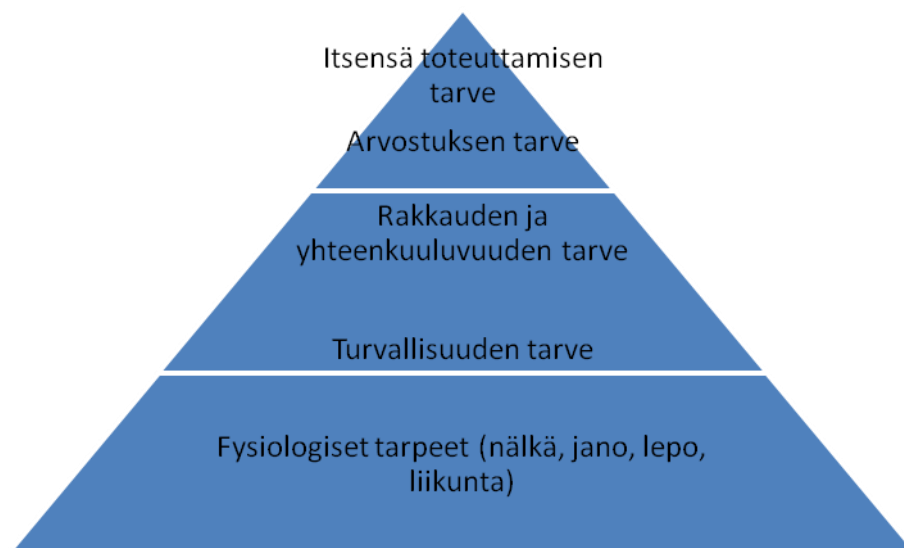 Itsensä toteuttamisen
tarve
Arvostuksen tarve
Rakkauden ja
yhteenkuuluvuuden tarve
Turvallisuuden tarve
Fysiologiset tarpeet (nälkä, jano, lepo,
liikunta)